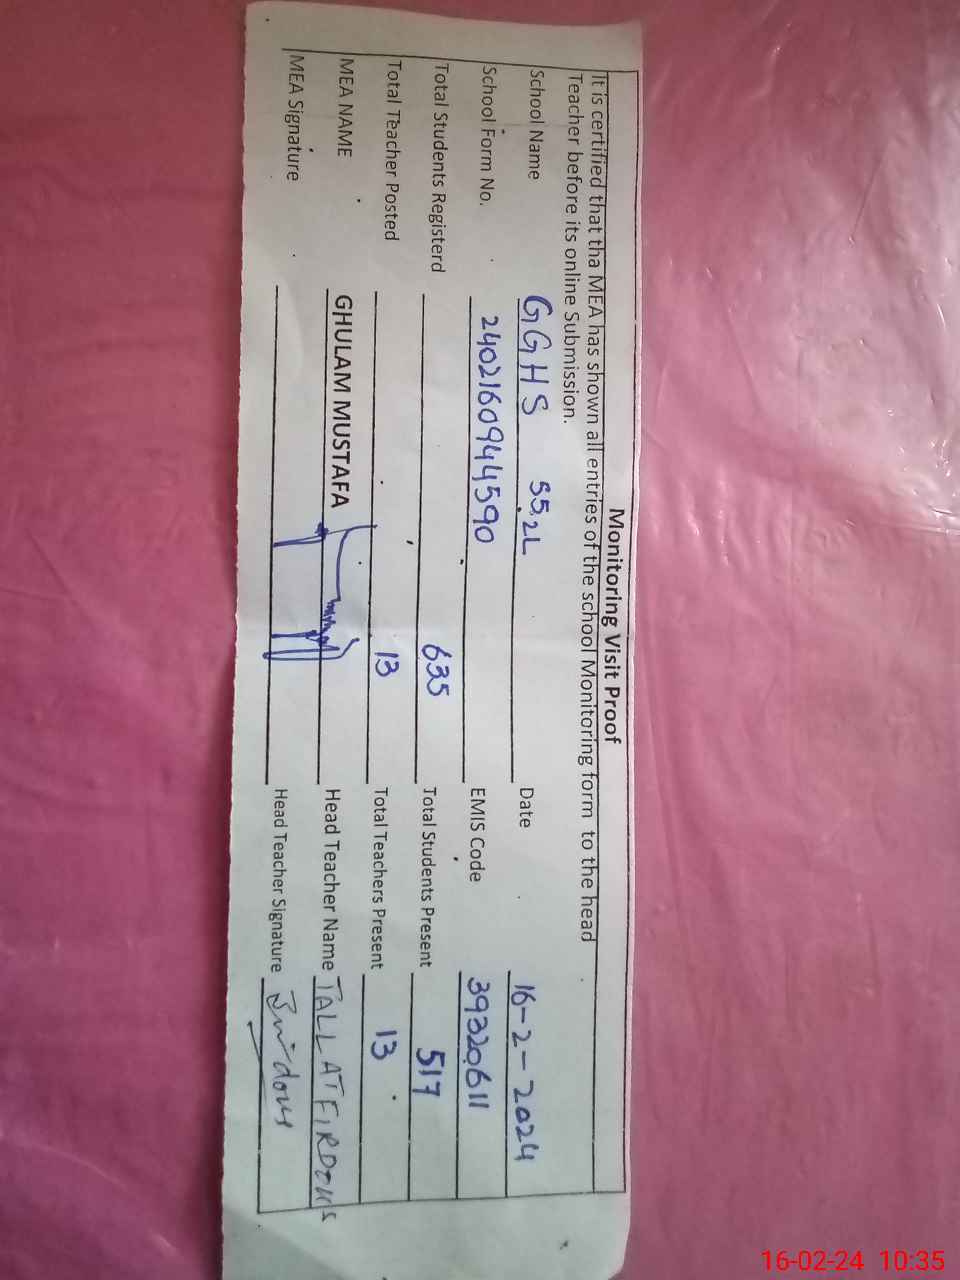 Monitoring Visit Proof
It is certified that tha MEA has shown all entries of the school Monitoring form to the head
Teacher before its online Submission.
School Name GGHS 55,2L Date 16-2-2024
School Form No. 240216094459​0 EMIS Code 39320611
Total Students Registerd 635 Total Students Present 517
Total Teacher Posted 13 Total Teachers Present 13
MEA NAME GHULAM MUSTAFA Head Teacher Name TALLAT FIRDOUS
MEA Signature Head Teacher Signature
16-02-24 10:35